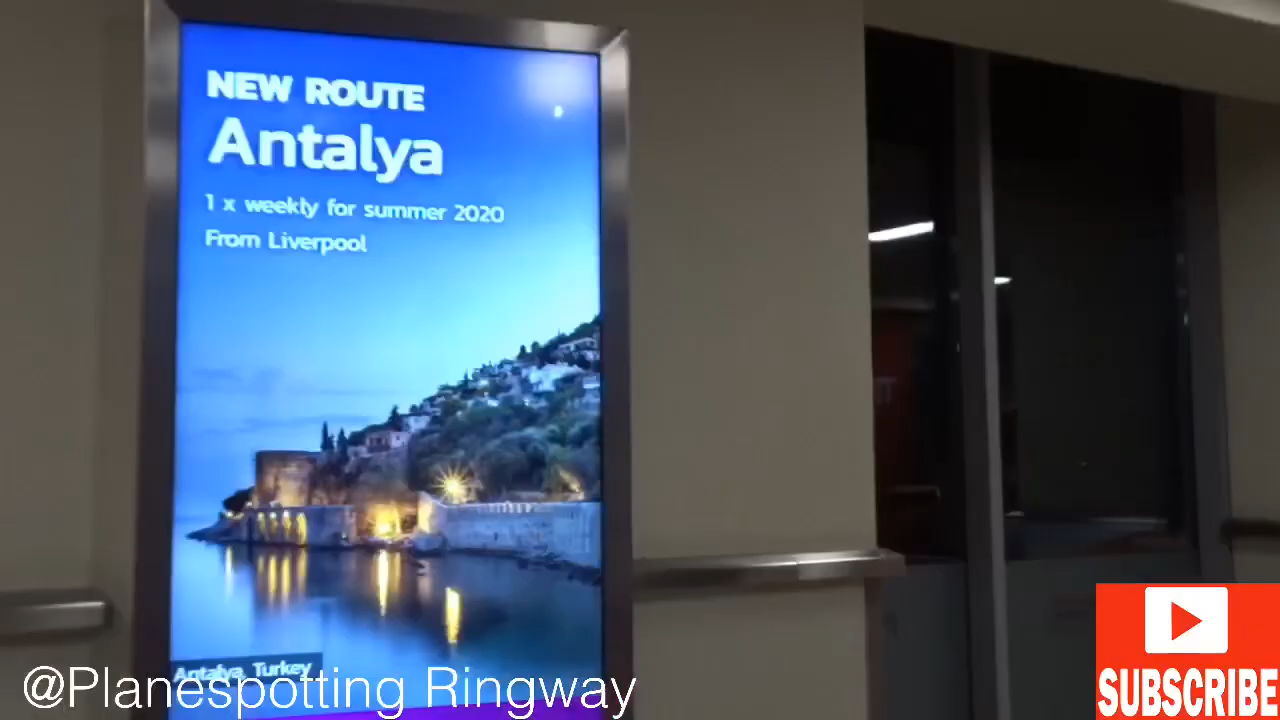 NEW ROUTE
Antalya
1 x weekly for summer 2020
From Liverpool
Antalya, Turkey
@Planespotting Ringway
SUBSCRIBE